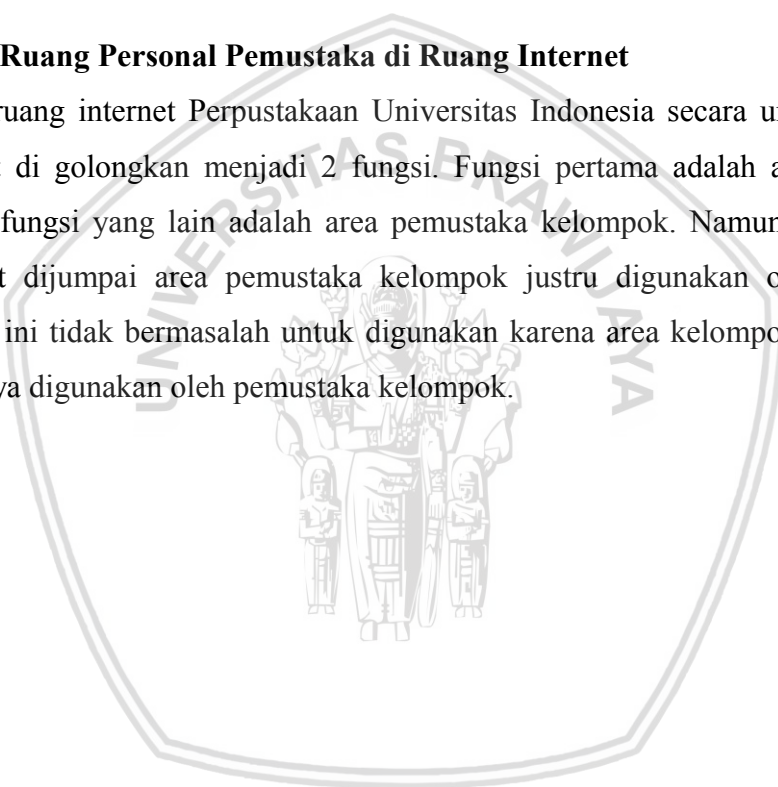 Ruang Personal Pemustaka di Ruang Internet
ruang internet Perpustakaan Universitas Indonesia secara
di golongkan menjadi 2 fungsi. Fungsi pertama adalah
fungsi yang lain adalah area pemustaka kelompok. Namun
dijumpai area pemustaka kelompok justru digunakan
ini tidak bermasalah untuk digunakan karena area
digunakan oleh pemustaka kelompok.
UNIVERSITAS BRAWIJAYA